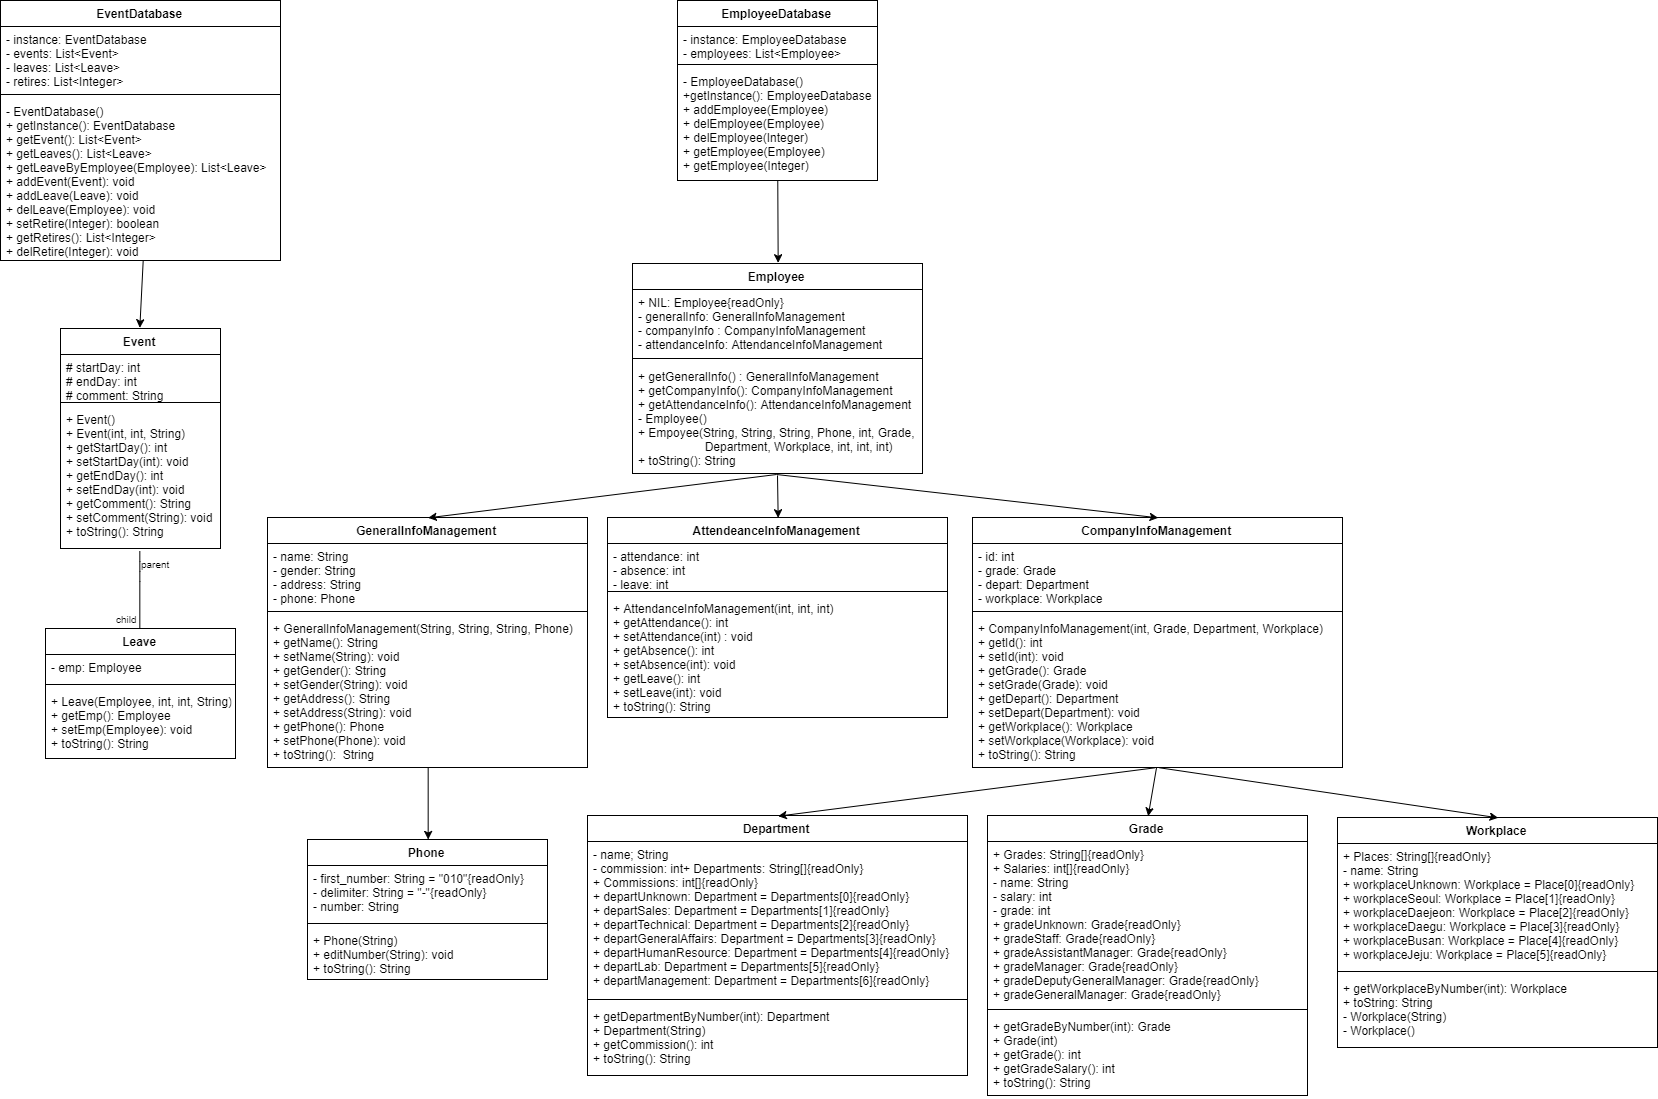 EventDatabase
- instance: EventDatabase
- events: List<Event>
- leaves: List<Leave>
- retires: List<Integer>
- EventDatabase()
+ getInstance(): EventDatabase
+ getEvent(): List<Event>
+ getLeaves(): List<Leave>
+ getLeaveByEmployee(Employee): List<Leave>
+ addEvent(Event): void
+ addLeave(Leave): void
+ delLeave(Employee): void
+ setRetire(Integer): boolean
+ getRetires(): List<Integer>
+ delRetire(Integer): void
EmployeeDatabase
- instance: EmployeeDatabase
- employees: List<Employee>
- EmployeeDatabase()
+getInstance(): EmployeeDatabase
+ addEmployee(Employee)
+ delEmployee(Employee)
+ delEmployee(Integer)
+ getEmployee(Employee)
+ getEmployee(Integer)
Employee
+ NIL: Employee{readOnly}
- generalInfo: GeneralInfoManagement
- companyInfo : CompanyInfoManagement
- attendanceInfo: AttendanceInfoManagement
+ getGeneralInfo() : GeneralInfoManagement
+ getCompanyInfo(): CompanyInfoManagement
+ getAttendanceInfo(): AttendanceInfoManagement
- Employee()
+ Empoyee(String, String, String, Phone, int, Grade,
Department, Workplace, int, int, int)
+ toString(): String
Event
# startDay: int
# endDay: int
# comment: String
+ Event()
+ Event(int, int, String)
+ getStartDay(): int
+ setStartDay(int): void
+ getEndDay(): int
+ setEndDay(int): void
+ getComment(): String
+ setComment(String): void
+ toString(): String
parent
child
Leave
- emp: Employee
+ Leave(Employee, int, int, String)
+ getEmp(): Employee
+ setEmp(Employee): void
+ toString(): String
GeneralInfoManagement
- name: String
- gender: String
- address: String
- phone: Phone
+ GeneralInfoManagement(String, String, String, Phone)
+ getName(): String
+ setName(String): void
+ getGender(): String
+ setGender(String): void
+ getAddress(): String
+ setAddress(String): void
+ getPhone(): Phone
+ setPhone(Phone): void
+ toString():  String
AttendeanceInfoManagement
- attendance: int
- absence: int
- leave: int
+ AttendanceInfoManagement(int, int, int)
+ getAttendance(): int
+ setAttendance(int) : void
+ getAbsence(): int
+ setAbsence(int): void
+ getLeave(): int
+ setLeave(int): void
+ toString(): String
CompanyInfoManagement
- id: int
- grade: Grade
- depart: Department
- workplace: Workplace
+ CompanyInfoManagement(int, Grade, Department, Workplace)
+ getId(): int
+ setId(int): void
+ getGrade(): Grade
+ setGrade(Grade): void
+ getDepart(): Department
+ setDepart(Department): void
+ getWorkplace(): Workplace
+ setWorkplace(Workplace): void
+ toString(): String
Phone
- first_number: String = "010"{readOnly}
- delimiter: String = "-"{readOnly}
- number: String
+ Phone(String)
+ editNumber(String): void
+ toString(): String
Department
- name; String
- commission: int+ Departments: String[]{readOnly}
+ Commissions: int[]{readOnly}
+ departUnknown: Department = Departments[0]{readOnly}
+ departSales: Department = Departments[1]{readOnly}
+ departTechnical: Department = Departments[2]{readOnly}
+ departGeneralAffairs: Department = Departments[3]{readOnly}
+ departHumanResource: Department = Departments[4]{readOnly}
+ departLab: Department = Departments[5]{readOnly}
+ departManagement: Department = Departments[6]{readOnly}
+ getDepartmentByNumber(int): Department
+ Department(String)
+ getCommission(): int
+ toString(): String
Grade
+ Grades: String[]{readOnly}
+ Salaries: int[]{readOnly}
- name: String
- salary: int
- grade: int
+ gradeUnknown: Grade{readOnly}
+ gradeStaff: Grade{readOnly}
+ gradeAssistantManager: Grade{readOnly}
+ gradeManager: Grade{readOnly}
+ gradeDeputyGeneralManager: Grade{readOnly}
+ gradeGeneralManager: Grade{readOnly}
+ getGradeByNumber(int): Grade
+ Grade(int)
+ getGrade(): int
+ getGradeSalary(): int
+ toString(): String
Workplace
+ Places: String[]{readOnly}
- name: String
+ workplaceUnknown: Workplace = Place[0]{readOnly}
+ workplaceSeoul: Workplace = Place[1]{readOnly}
+ workplaceDaejeon: Workplace = Place[2]{readOnly}
+ workplaceDaegu: Workplace = Place[3]{readOnly}
+ workplaceBusan: Workplace = Place[4]{readOnly}
+ workplaceJeju: Workplace = Place[5]{readOnly}
+ getWorkplaceByNumber(int): Workplace
+ toString: String
- Workplace(String)
- Workplace()